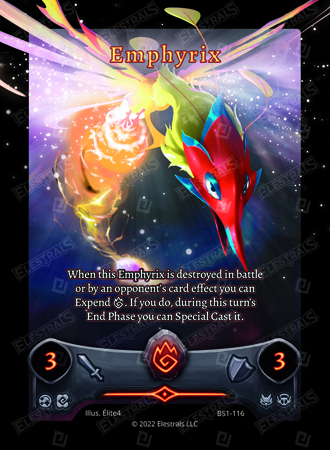 Emphyrix
When this Emphyrix is destroyed in battle
or by an opponent's card effect you can
Expend . If you do, during this turn's
End Phase you can Special Cast it.
3
3
Illus. Élite4
BS1-116
© 2022 Elestrals LLC
ELESTRALS